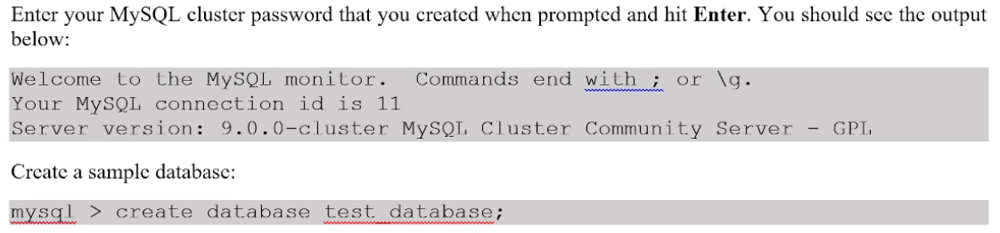 Enter your MySQL cluster password that you created when prompted and hit Enter. You should see the output
below:
Welcome to the MySQL monitor.  Commands end with ; or \g.
Your MySQL connection id is 11
Server version: 9.0.0-cluster MySQL Cluster Community Server - GPL
Create a sample database:
mysql > create database test_database;